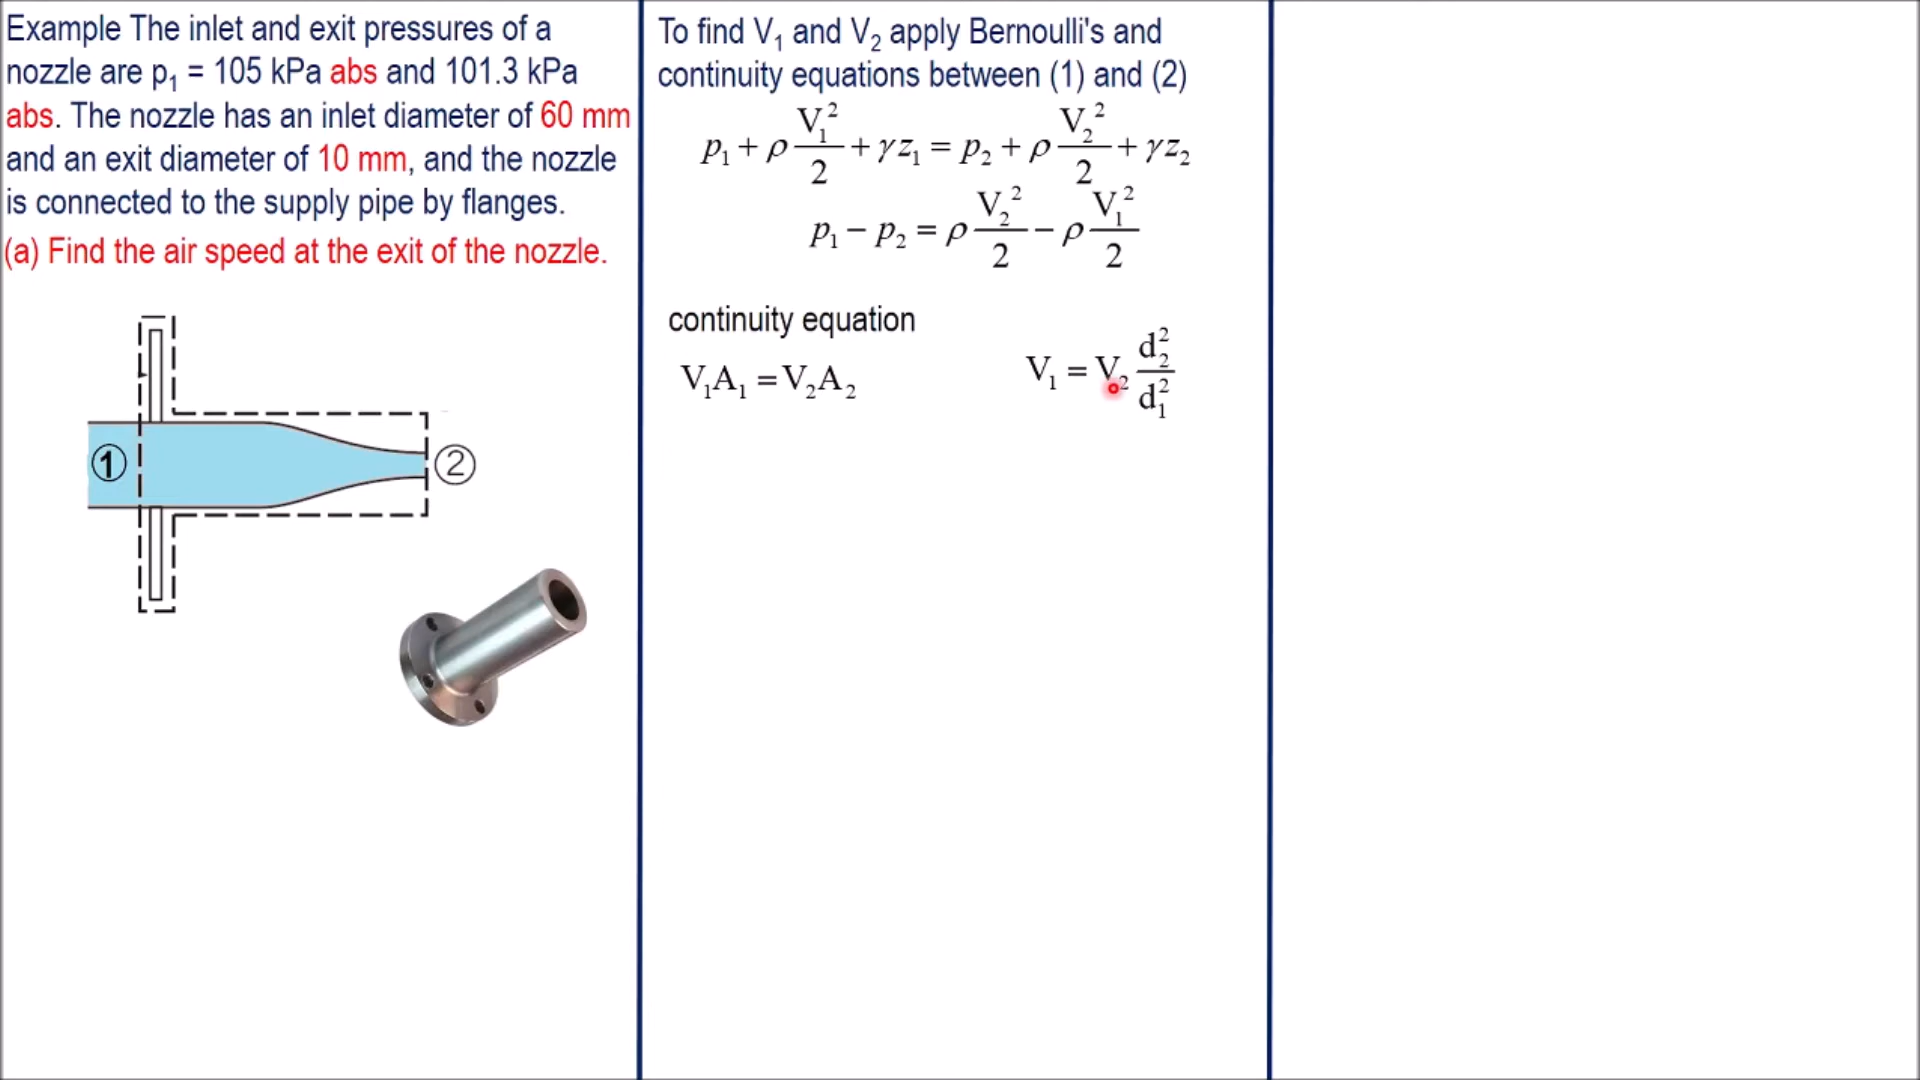 Example The inlet and exit pressures of a
nozzle are p₁ = 105 kPa abs and 101.3 kPa
abs. The nozzle has an inlet diameter of 60 mm
and an exit diameter of 10 mm, and the nozzle
is connected to the supply pipe by flanges.
(a) Find the air speed at the exit of the nozzle.
①
②
To find V₁ and V₂ apply Bernoulli's and
continuity equations between (1) and (2)
p₁ + ρ V₁²/2 + γz₁ = p₂ + ρ V₂²/2 + γz₂
p₁ − p₂ = ρ V₂²/2 − ρ V₁²/2
continuity equation
V₁A₁ = V₂A₂
V₁ = V₂ d₂²/d₁²